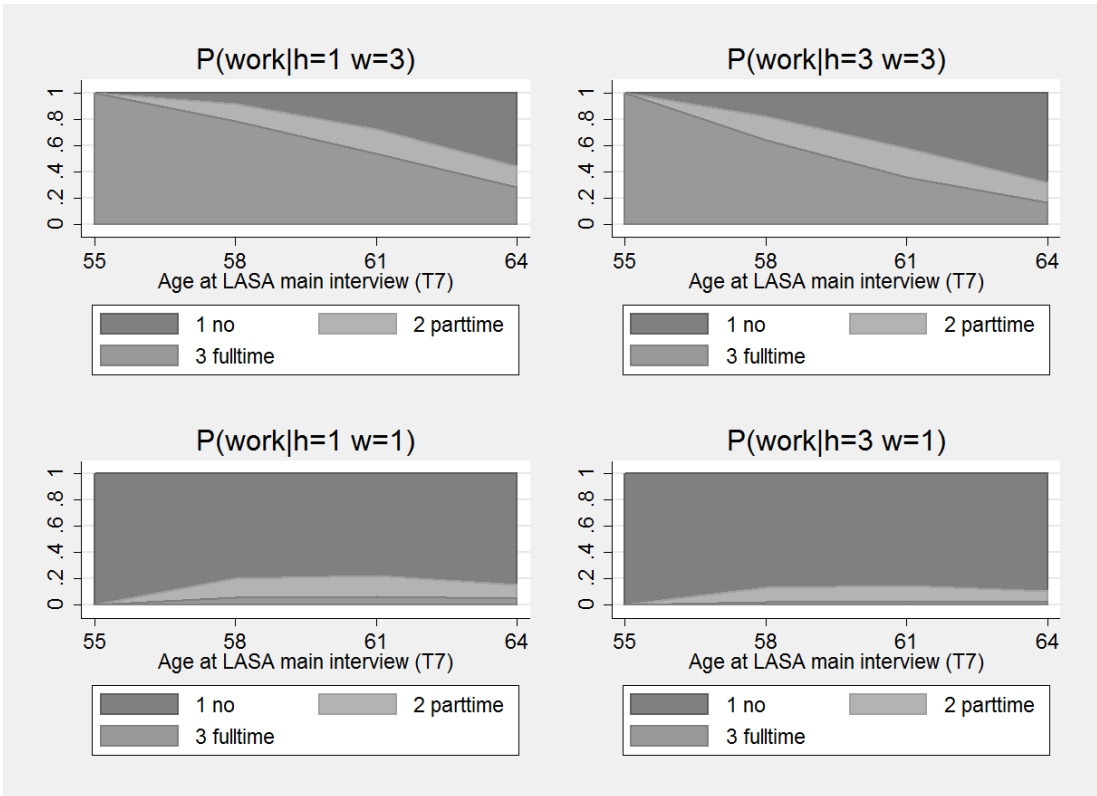 P(work|h=1 w=3)
1
.8
.6
.4
.2
0
55 58 61 64
Age at LASA main interview (T7)
1 no 2 parttime
3 fulltime
P(work|h=3 w=3)
1
.8
.6
.4
.2
0
55 58 61 64
Age at LASA main interview (T7)
1 no 2 parttime
3 fulltime
P(work|h=1 w=1)
1
.8
.6
.4
.2
0
55 58 61 64
Age at LASA main interview (T7)
1 no 2 parttime
3 fulltime
P(work|h=3 w=1)
1
.8
.6
.4
.2
0
55 58 61 64
Age at LASA main interview (T7)
1 no 2 parttime
3 fulltime